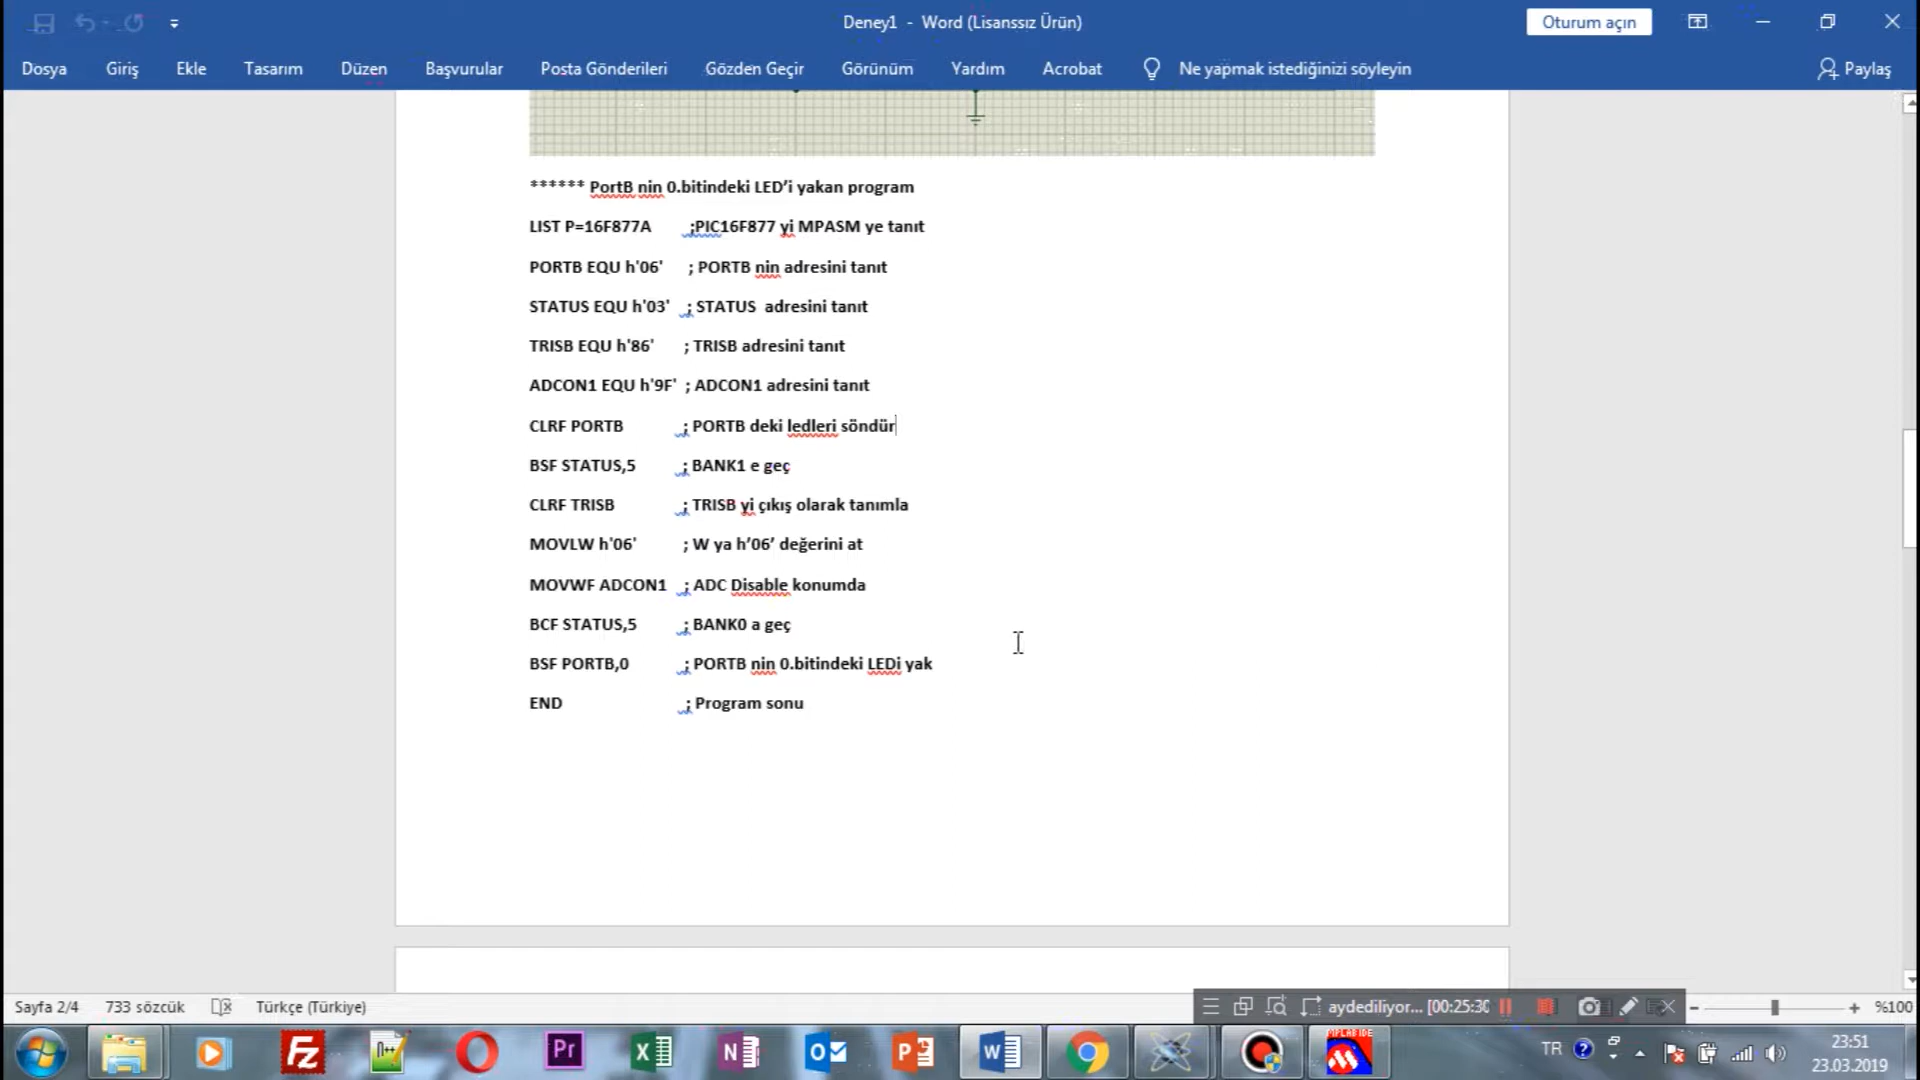 Deney1 - Word (Lisanssız Ürün)
Oturum açın
Dosya Giriş Ekle Tasarım Düzen Başvurular Posta Gönderileri Gözden Geçir Görünüm Yardım Acrobat Ne yapmak istediğinizi söyleyin Paylaş
****** PortB nin 0.bitindeki LED’i yakan program
LIST P=16F877A ;PIC16F877 yi MPASM ye tanıt
PORTB EQU h'06' ; PORTB nin adresini tanıt
STATUS EQU h'03' ; STATUS adresini tanıt
TRISB EQU h'86' ; TRISB adresini tanıt
ADCON1 EQU h'9F' ; ADCON1 adresini tanıt
CLRF PORTB ; PORTB deki ledleri söndür
BSF STATUS,5 ; BANK1 e geç
CLRF TRISB ; TRISB yi çıkış olarak tanımla
MOVLW h'06' ; W ya h’06’ değerini at
MOVWF ADCON1 ; ADC Disable konumda
BCF STATUS,5 ; BANK0 a geç
BSF PORTB,0 ; PORTB nin 0.bitindeki LEDi yak
END ; Program sonu
Sayfa 2/4 733 sözcük Türkçe (Türkiye)
aydediliyor... [00:25:30
%100
TR
23:51
23.03.2019